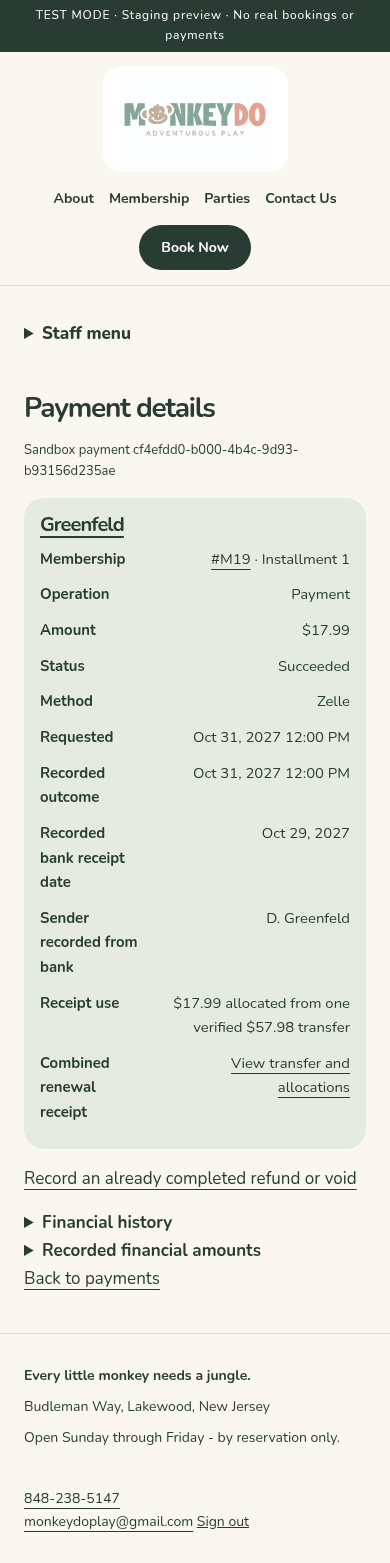 TEST MODE · Staging preview · No real bookings or
payments
MONKEYDO
ADVENTUROUS PLAY
About Membership Parties Contact Us
Book Now
▶ Staff menu
Payment details
Sandbox payment cf4efdd0-b000-4b4c-9d93-
b93156d235ae
Greenfeld
Membership #M19 · Installment 1
Operation Payment
Amount $17.99
Status Succeeded
Method Zelle
Requested Oct 31, 2027 12:00 PM
Recorded Oct 31, 2027 12:00 PM
outcome
Recorded Oct 29, 2027
bank receipt
date
Sender D. Greenfeld
recorded from
bank
Receipt use $17.99 allocated from one
verified $57.98 transfer
Combined View transfer and
renewal allocations
receipt
Record an already completed refund or void
▶ Financial history
▶ Recorded financial amounts
Back to payments
Every little monkey needs a jungle.
Budleman Way, Lakewood, New Jersey
Open Sunday through Friday - by reservation only.
848-238-5147
monkeydoplay@gmail.com Sign out